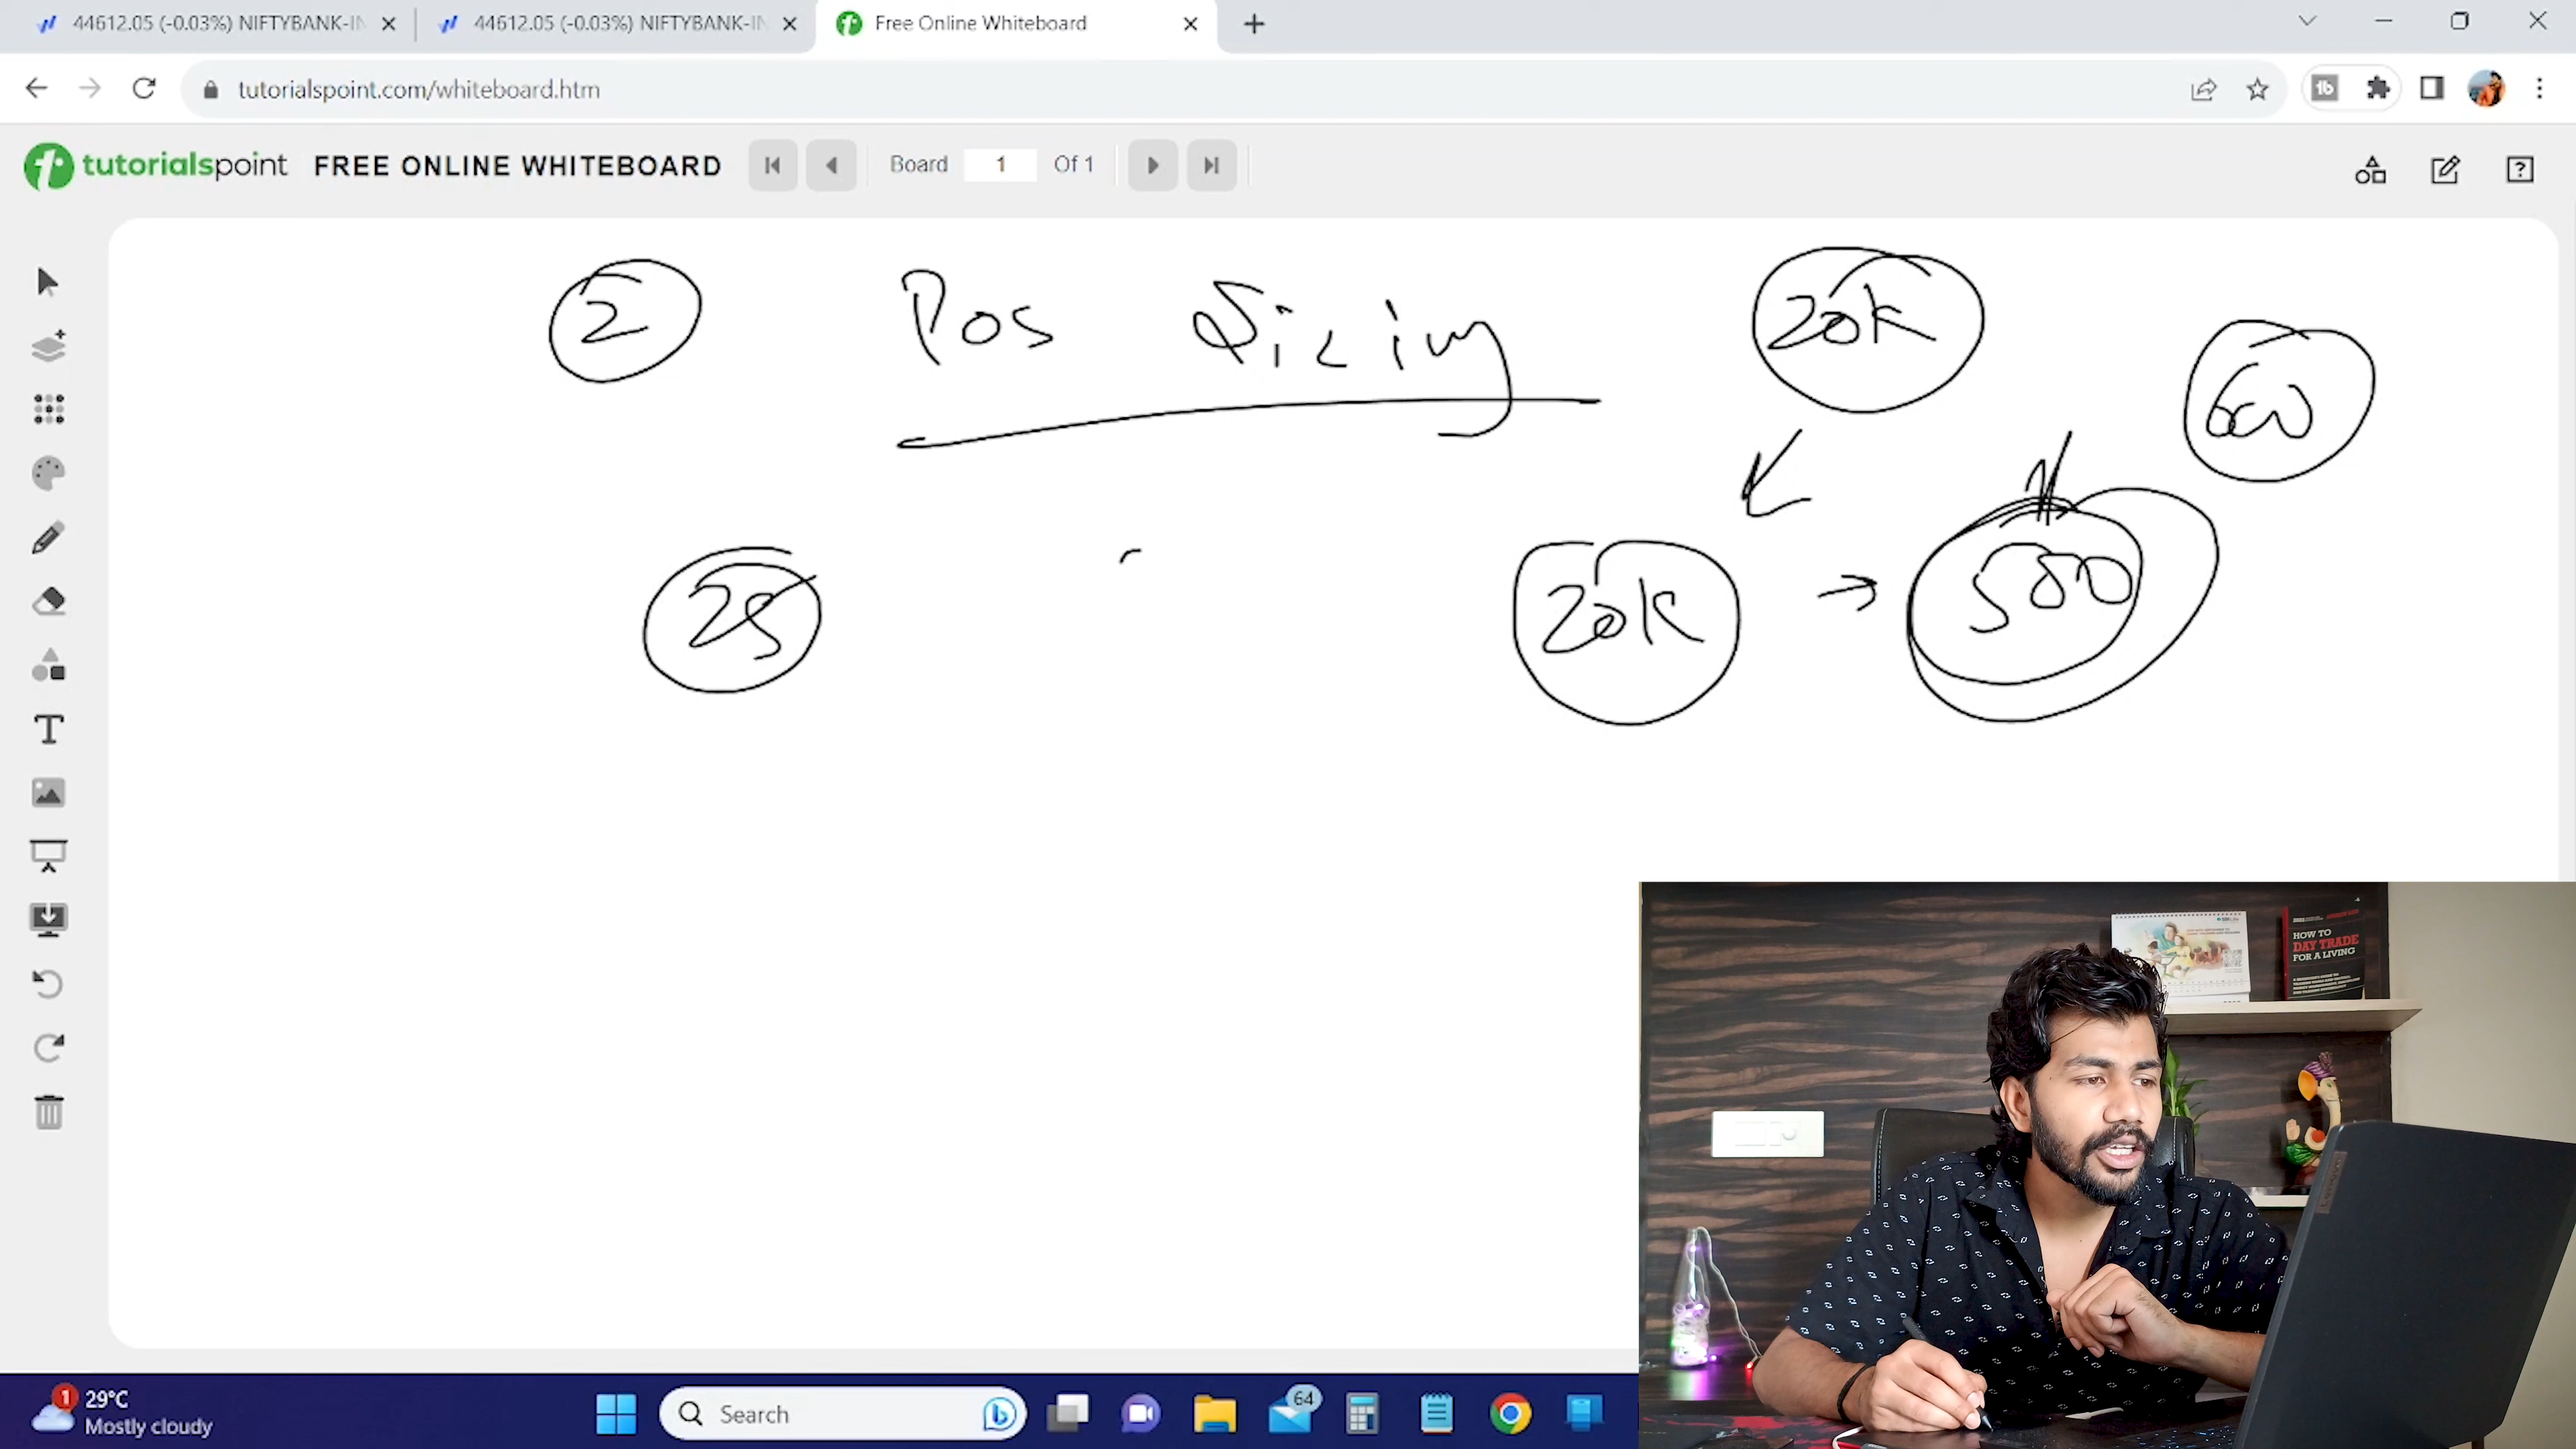 44612.05 (-0.03%) NIFTYBANK-IN
44612.05 (-0.03%) NIFTYBANK-IN
Free Online Whiteboard
tutorialspoint.com/whiteboard.htm
tutorialspoint FREE ONLINE WHITEBOARD Board 1 Of 1
2 Pos Sizing 20K
600
25 20K → 500
HOW TO
DAY TRADE
FOR A LIVING
Lenovo
1 29°C
Mostly cloudy
Search
64